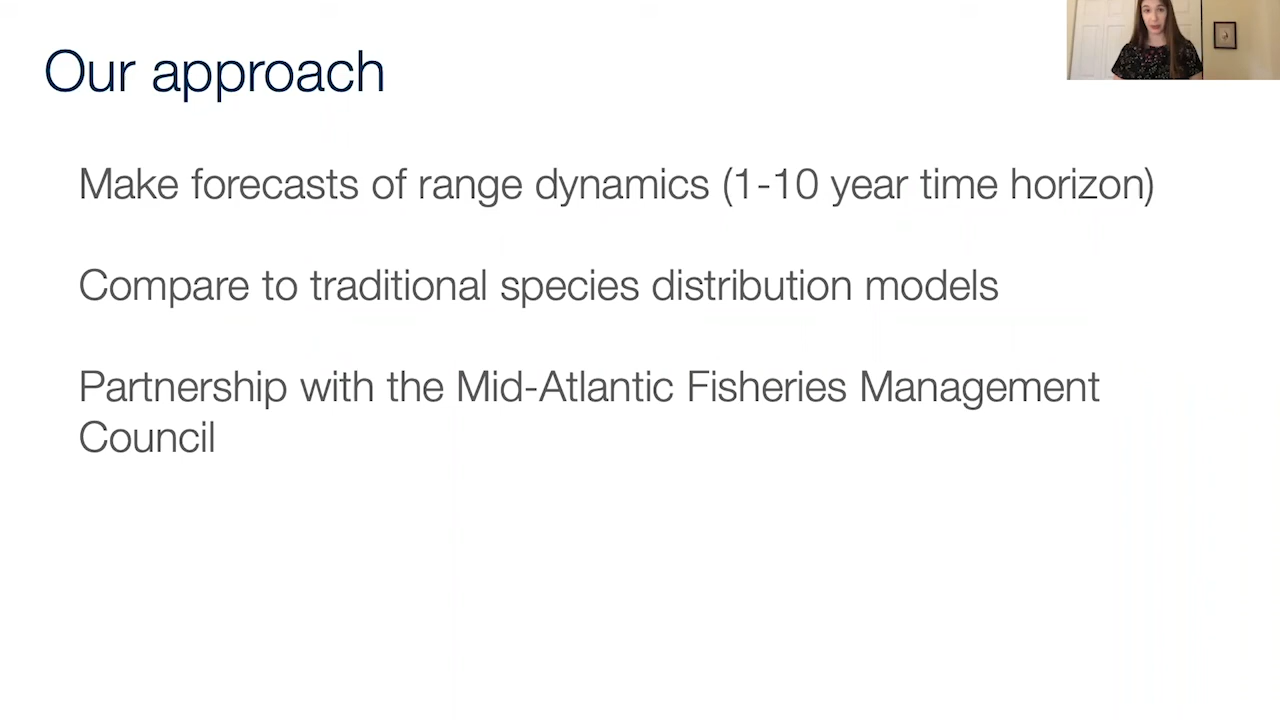 Our approach
Make forecasts of range dynamics (1-10 year time horizon)
Compare to traditional species distribution models
Partnership with the Mid-Atlantic Fisheries Management
Council